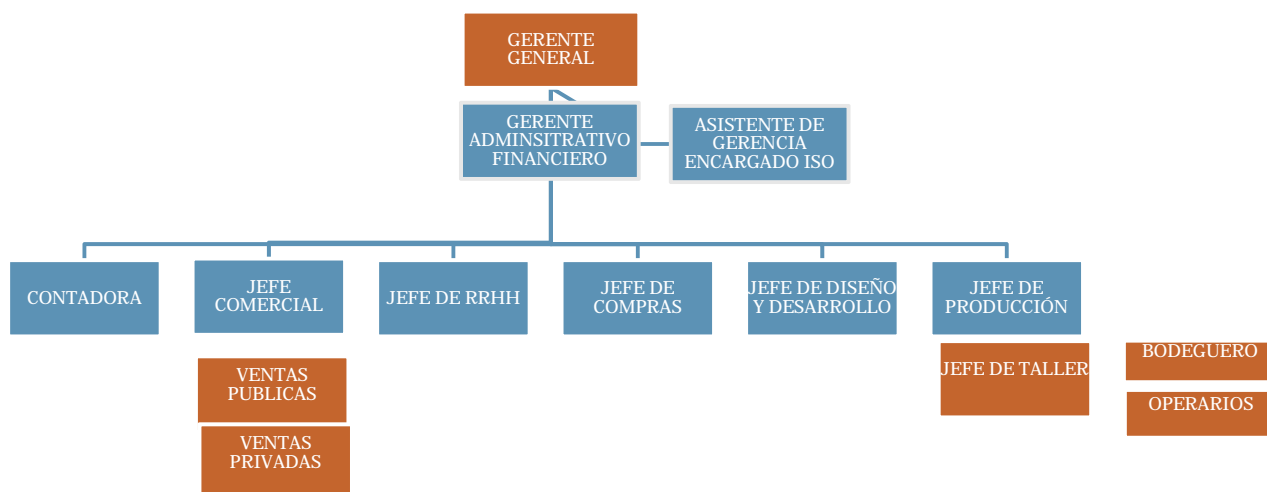 GERENTE
GENERAL
GERENTE
ADMINSITRATIVO
FINANCIERO
ASISTENTE DE
GERENCIA
ENCARGADO ISO
CONTADORA
JEFE
COMERCIAL
JEFE DE RRHH
JEFE DE
COMPRAS
JEFE DE DISEÑO
Y DESARROLLO
JEFE DE
PRODUCCIÓN
VENTAS
PUBLICAS
VENTAS
PRIVADAS
JEFE DE TALLER
BODEGUERO
OPERARIOS